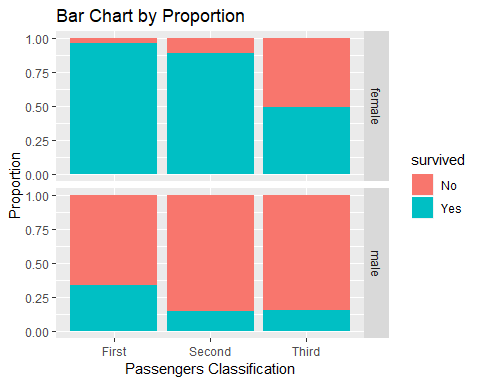 Bar Chart by Proportion
Proportion
1.00
0.75
0.50
0.25
0.00
female
1.00
0.75
0.50
0.25
0.00
male
First Second Third
Passengers Classification
survived
No
Yes